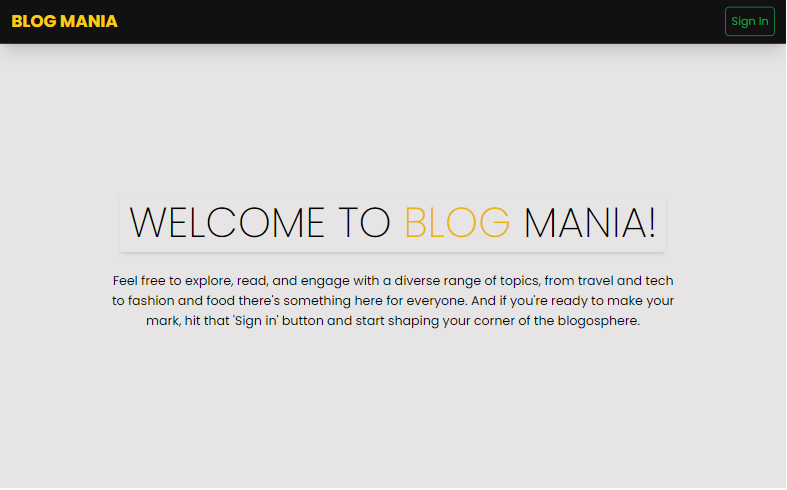 BLOG MANIA
Sign In
WELCOME TO BLOG MANIA!
Feel free to explore, read, and engage with a diverse range of topics, from travel and tech
to fashion and food there's something here for everyone. And if you're ready to make your
mark, hit that 'Sign in' button and start shaping your corner of the blogosphere.